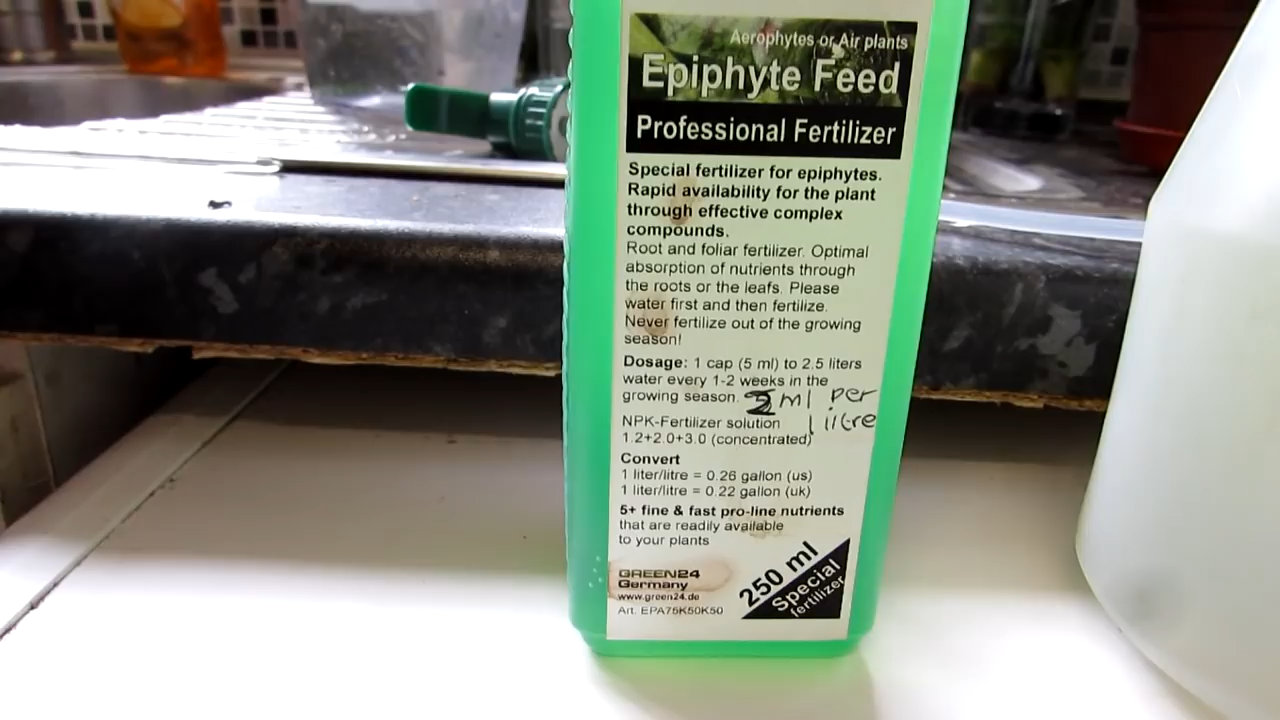 Aerophytes or Air plants
Epiphyte Feed
Professional Fertilizer
Special fertilizer for epiphytes.
Rapid availability for the plant
through effective complex
compounds.
Root and foliar fertilizer. Optimal
absorption of nutrients through
the roots or the leafs. Please
water first and then fertilize.
Never fertilize out of the growing
season!
Dosage: 1 cap (5 ml) to 2.5 liters
water every 1-2 weeks in the
growing season. 2 ml per
1 litre
NPK-Fertilizer solution
1.2+2.0+3.0 (concentrated)
Convert
1 liter/litre = 0.26 gallon (us)
1 liter/litre = 0.22 gallon (uk)
5+ fine & fast pro-line nutrients
that are readily available
to your plants
GREEN24
Germany
www.green24.de
Art. EPA75K50K50
250 ml
Special
fertilizer